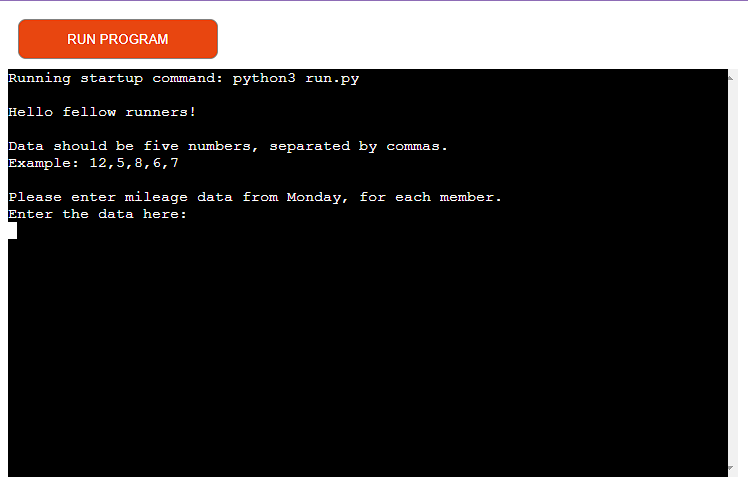 RUN PROGRAM
Running startup command: python3 run.py
Hello fellow runners!
Data should be five numbers, separated by commas.
Example: 12,5,8,6,7
Please enter mileage data from Monday, for each member.
Enter the data here: